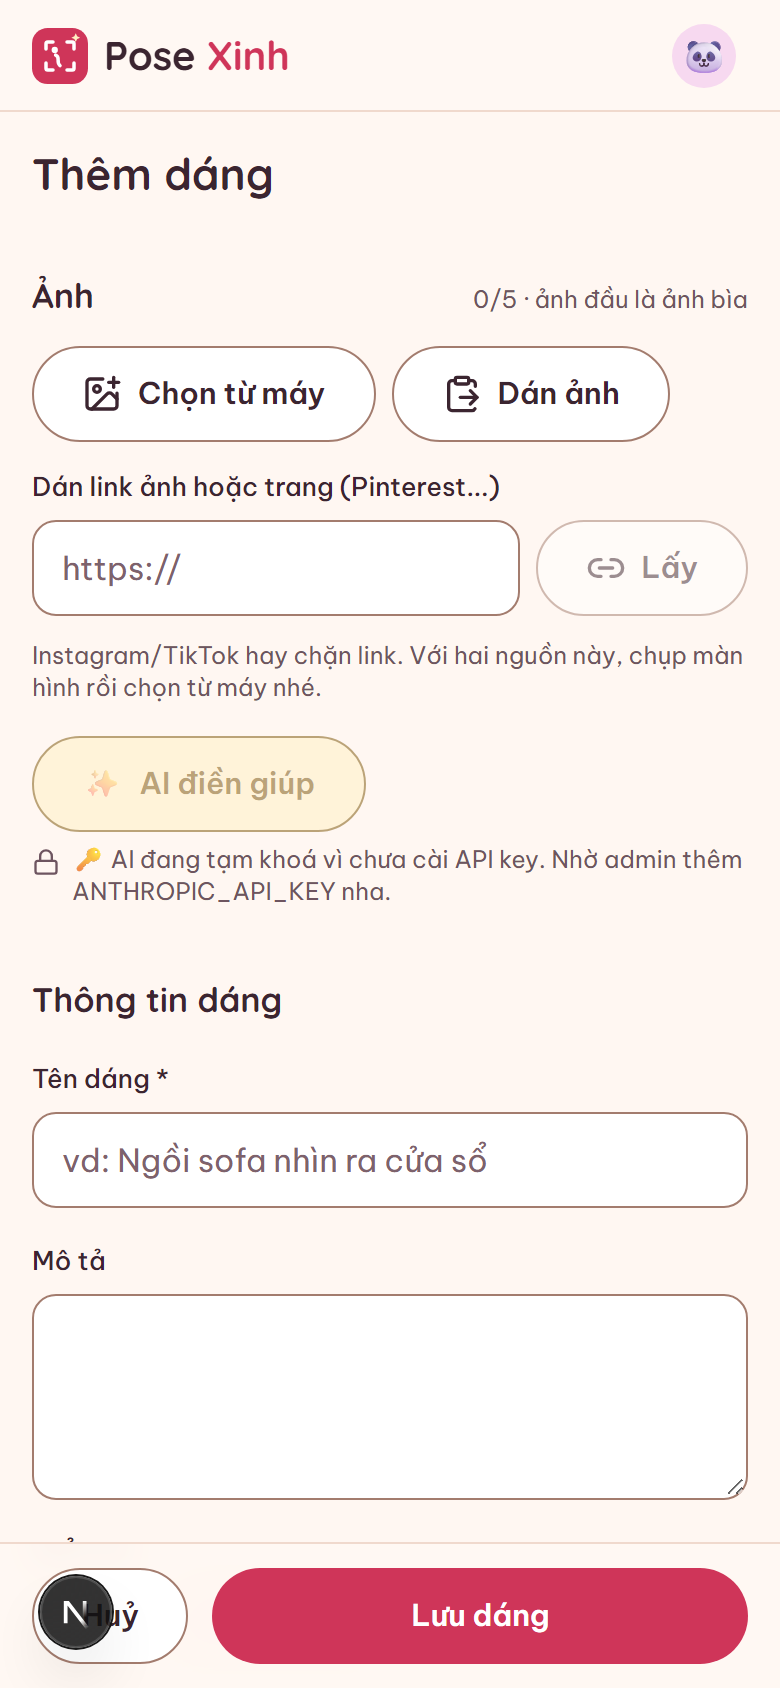 Pose Xinh
Thêm dáng
Ảnh
0/5 · ảnh đầu là ảnh bìa
Chọn từ máy
Dán ảnh
Dán link ảnh hoặc trang (Pinterest...)
https://
Lấy
Instagram/TikTok hay chặn link. Với hai nguồn này, chụp màn
hình rồi chọn từ máy nhé.
AI điền giúp
AI đang tạm khoá vì chưa cài API key. Nhờ admin thêm
ANTHROPIC_API_KEY nha.
Thông tin dáng
Tên dáng *
vd: Ngồi sofa nhìn ra cửa sổ
Mô tả
N
Huỷ
Lưu dáng